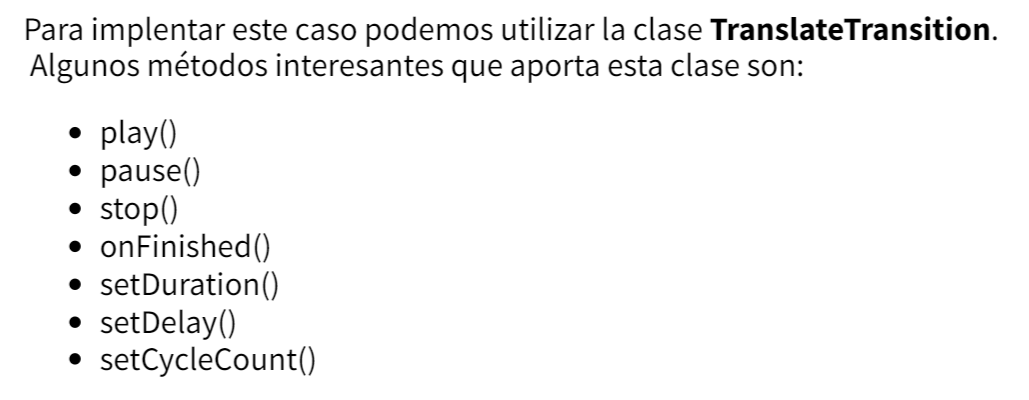 Para implentar este caso podemos utilizar la clase TranslateTransition.
Algunos métodos interesantes que aporta esta clase son:
• play()
• pause()
• stop()
• onFinished()
• setDuration()
• setDelay()
• setCycleCount()